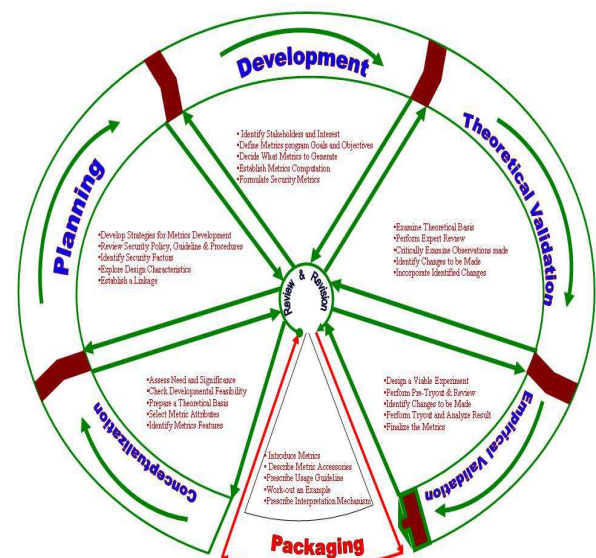 Development
• Identify Stakeholders and Interest
• Define Metrics program Goals and Objectives
• Decide What Metrics to Generate
• Establish Metrics Computation
• Formulate Security Metrics
Theoretical Validation
• Examine Theoretical Basis
• Perform Expert Review
• Critically Examine Observations made
• Identify Changes to be Made
• Incorporate Identified Changes
Planning
• Develop Strategies for Metrics Development
• Review Security Policy, Guideline & Procedures
• Identify Security Factors
• Explore Design Characteristics
• Establish a Linkage
Review & Revision
Conceptualization
• Assess Need and Significance
• Check Developmental Feasibility
• Prepare a Theoretical Basis
• Select Metric Attributes
• Identify Metrics Features
Empirical Validation
• Design a Viable Experiment
• Perform Pre-Tryout & Review
• Identify Changes to be Made
• Perform Tryout and Analyze Result
• Finalize the Metrics
• Introduce Metrics
• Describe Metric Accessories
• Prescribe Usage Guideline
• Work-out an Example
• Prescribe Interpretation Mechanism
Packaging